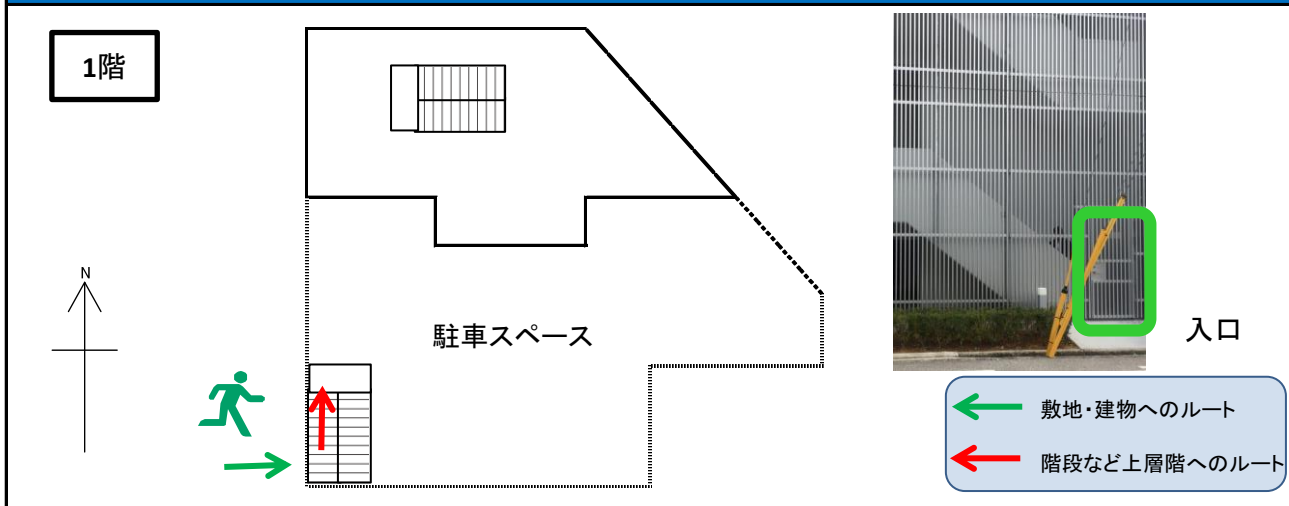 1階
N
駐車スペース
入口
敷地・建物へのルート
階段など上層階へのルート